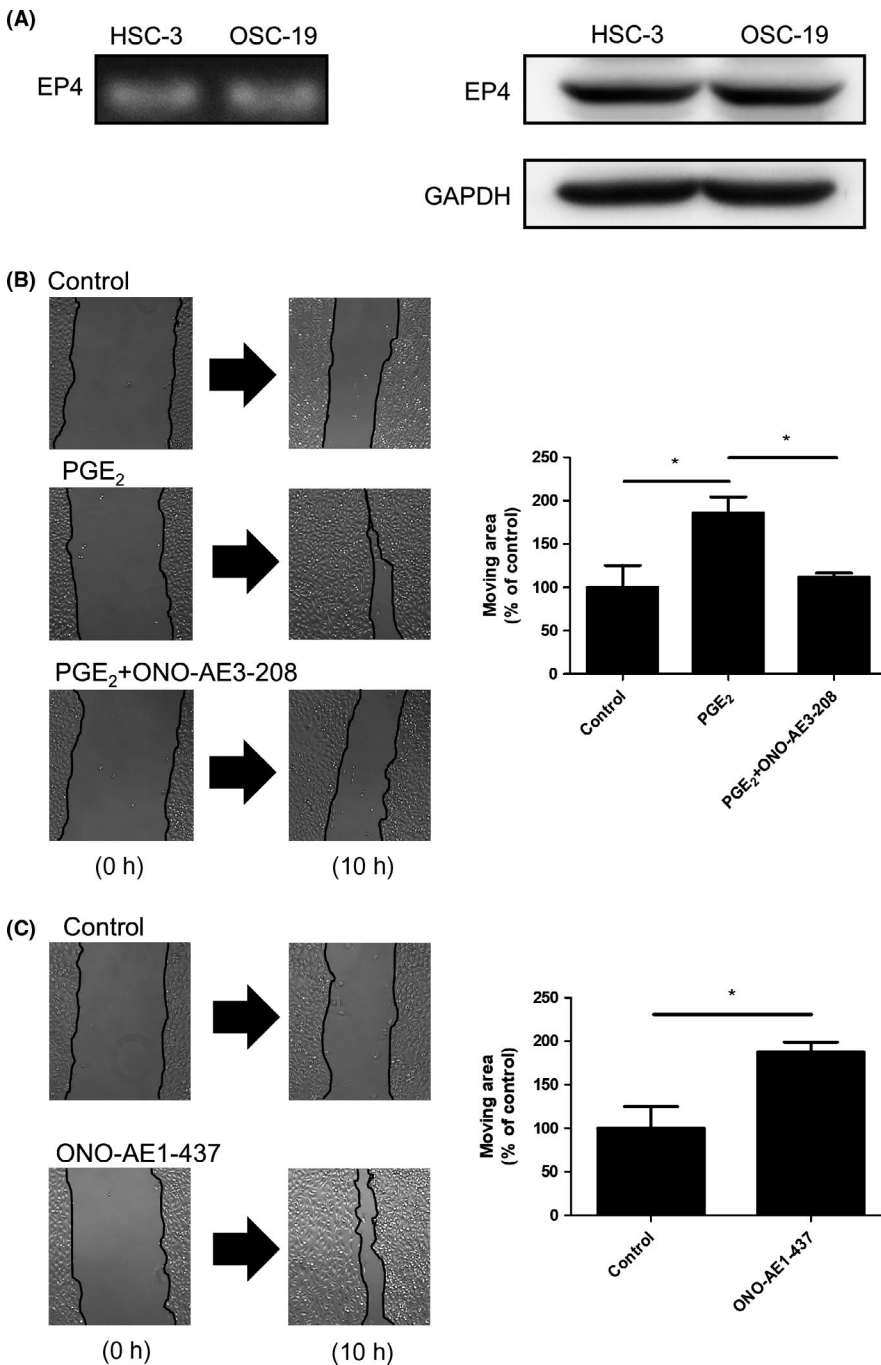 (A)
HSC-3 OSC-19
EP4
HSC-3 OSC-19
EP4
GAPDH
(B)
Control
PGE₂
PGE₂+ONO-AE3-208
(0 h) (10 h)
250
200
150
100
50
0
Moving area
(% of control)
* *
Control
PGE₂
PGE₂+ONO-AE3-208
(C)
Control
ONO-AE1-437
(0 h) (10 h)
250
200
150
100
50
0
Moving area
(% of control)
*
Control
ONO-AE1-437